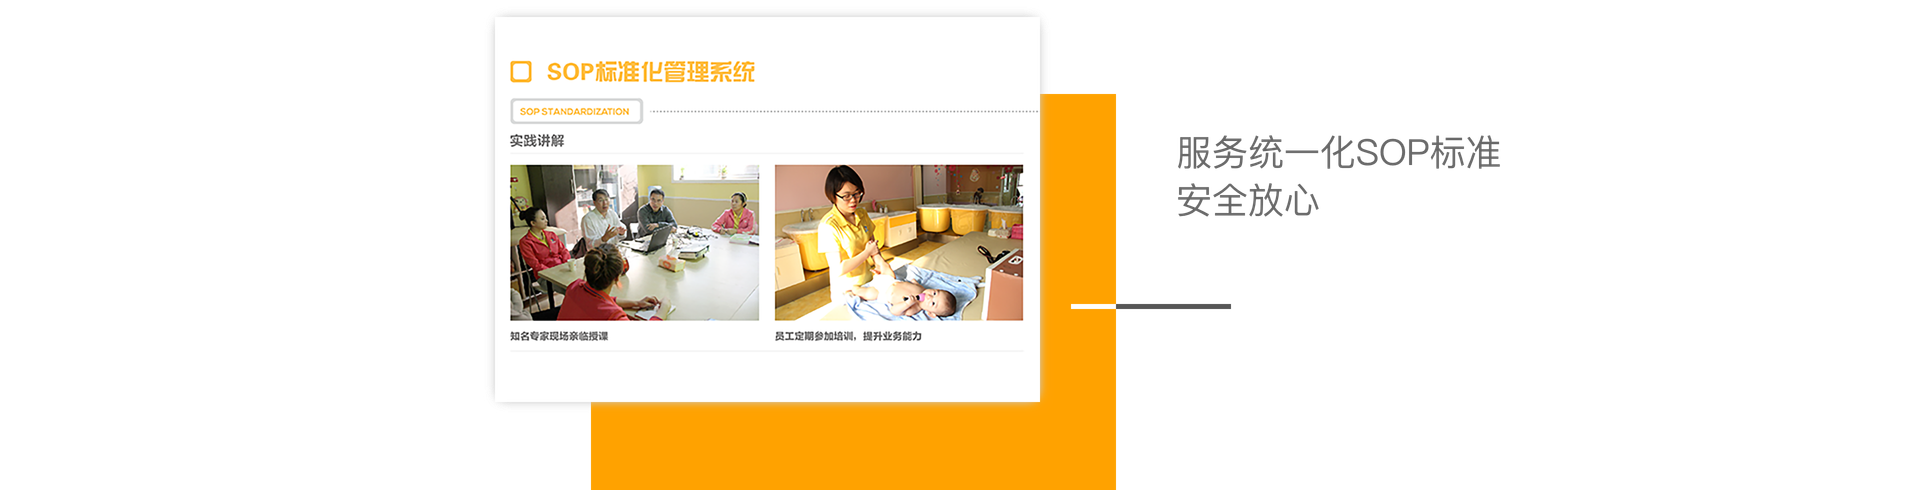 SOP标准化管理系统
SOP STANDARDIZATION
实践讲解
知名专家现场亲临授课
员工定期参加培训，提升业务能力
服务统一化SOP标准
安全放心